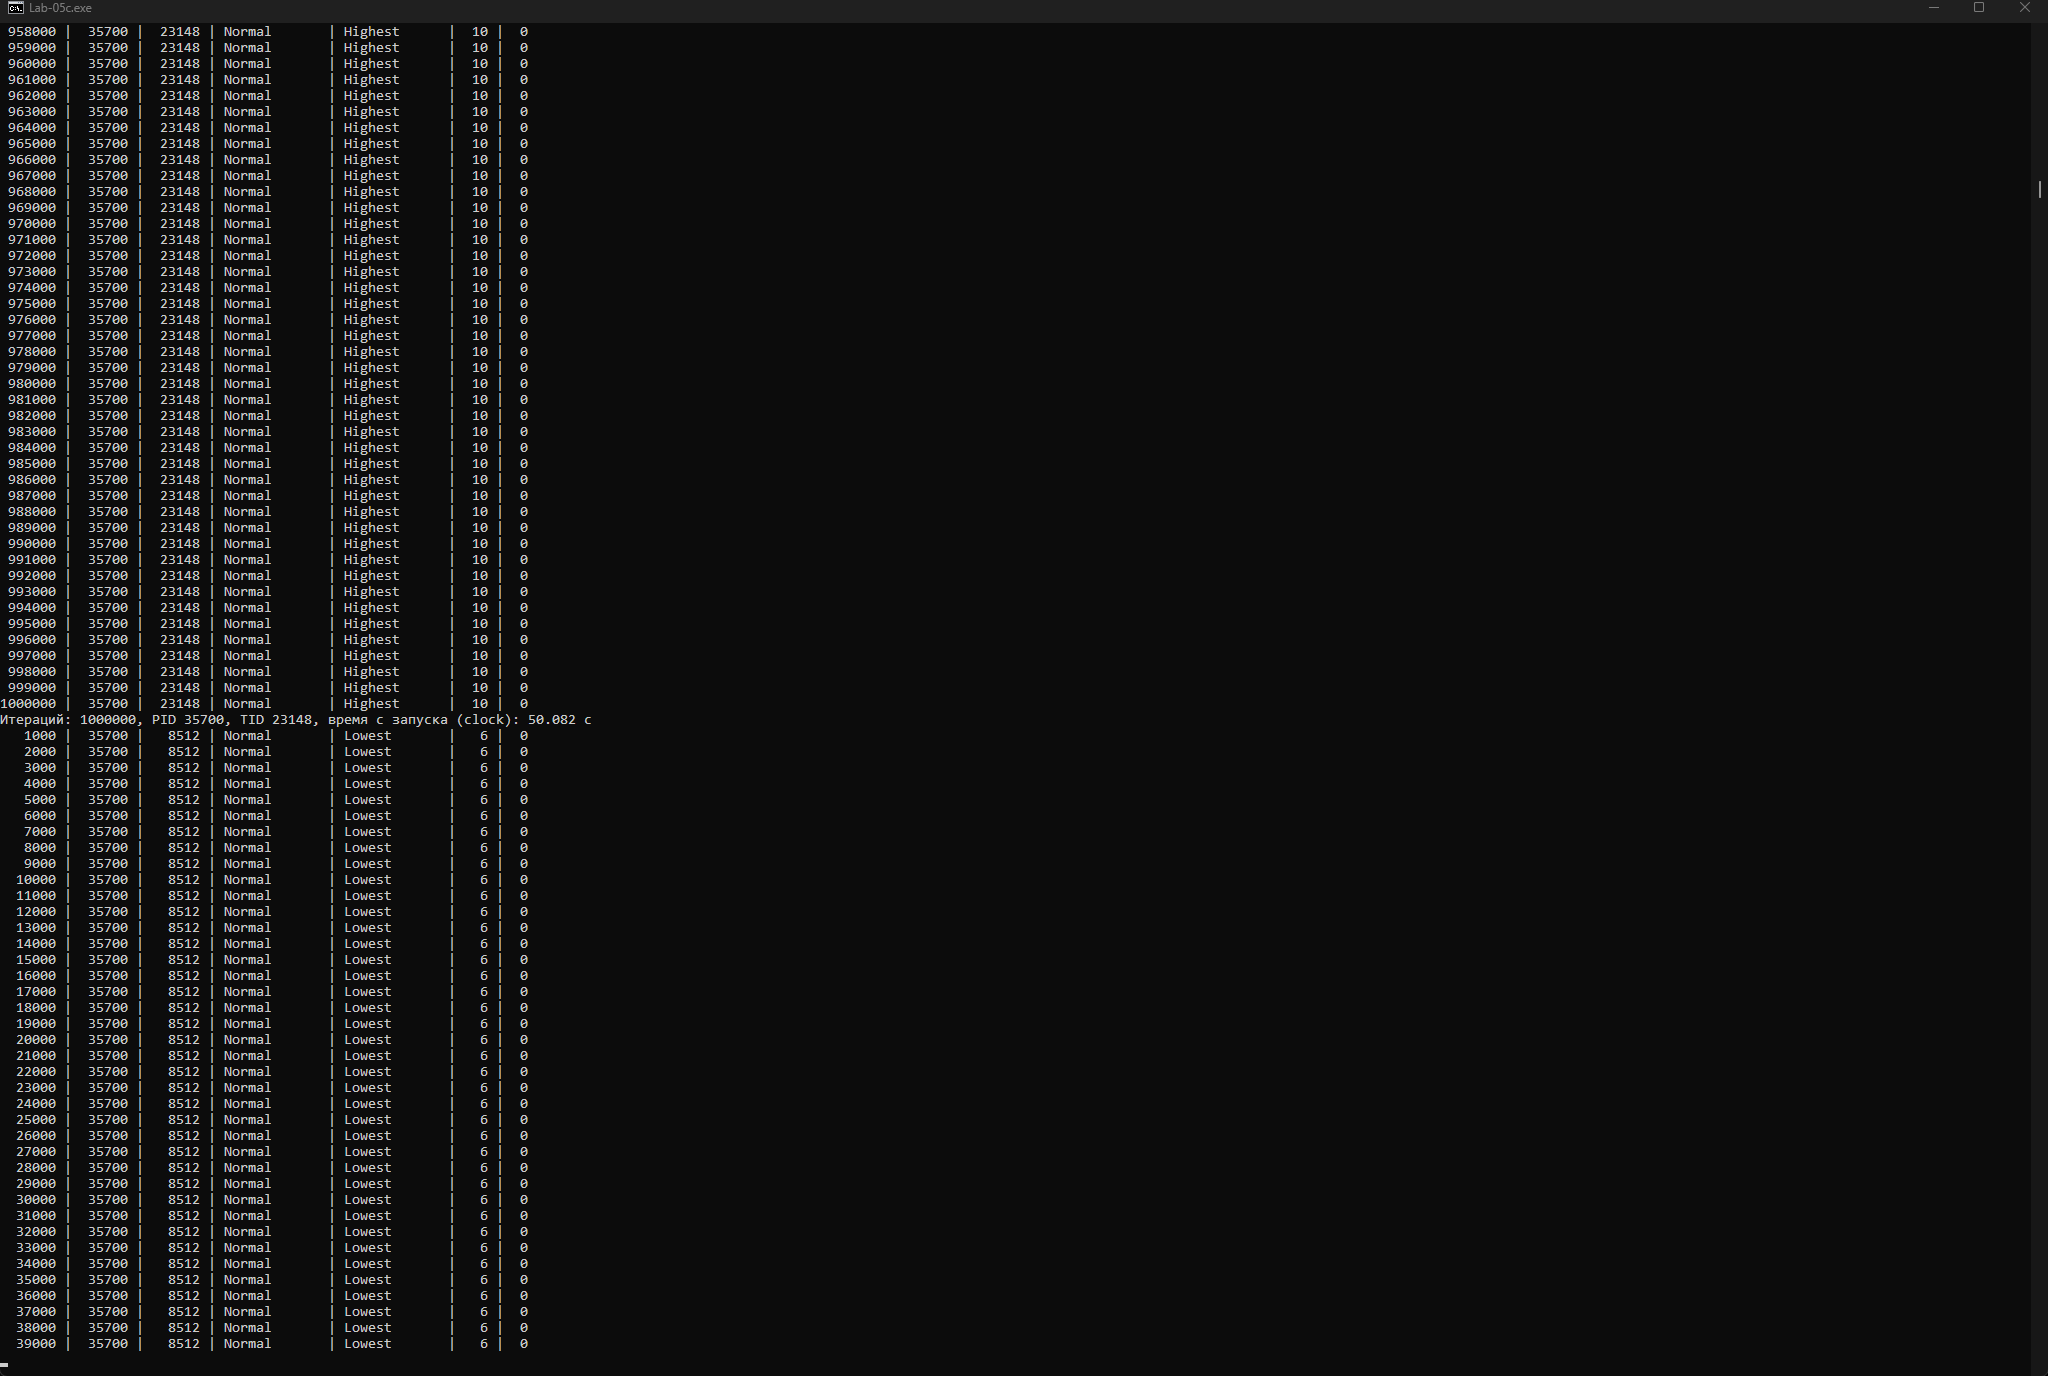 Lab-05c.exe
958000 | 35700 | 23148 | Normal | Highest | 10 | 0
959000 | 35700 | 23148 | Normal | Highest | 10 | 0
960000 | 35700 | 23148 | Normal | Highest | 10 | 0
961000 | 35700 | 23148 | Normal | Highest | 10 | 0
962000 | 35700 | 23148 | Normal | Highest | 10 | 0
963000 | 35700 | 23148 | Normal | Highest | 10 | 0
964000 | 35700 | 23148 | Normal | Highest | 10 | 0
965000 | 35700 | 23148 | Normal | Highest | 10 | 0
966000 | 35700 | 23148 | Normal | Highest | 10 | 0
967000 | 35700 | 23148 | Normal | Highest | 10 | 0
968000 | 35700 | 23148 | Normal | Highest | 10 | 0
969000 | 35700 | 23148 | Normal | Highest | 10 | 0
970000 | 35700 | 23148 | Normal | Highest | 10 | 0
971000 | 35700 | 23148 | Normal | Highest | 10 | 0
972000 | 35700 | 23148 | Normal | Highest | 10 | 0
973000 | 35700 | 23148 | Normal | Highest | 10 | 0
974000 | 35700 | 23148 | Normal | Highest | 10 | 0
975000 | 35700 | 23148 | Normal | Highest | 10 | 0
976000 | 35700 | 23148 | Normal | Highest | 10 | 0
977000 | 35700 | 23148 | Normal | Highest | 10 | 0
978000 | 35700 | 23148 | Normal | Highest | 10 | 0
979000 | 35700 | 23148 | Normal | Highest | 10 | 0
980000 | 35700 | 23148 | Normal | Highest | 10 | 0
981000 | 35700 | 23148 | Normal | Highest | 10 | 0
982000 | 35700 | 23148 | Normal | Highest | 10 | 0
983000 | 35700 | 23148 | Normal | Highest | 10 | 0
984000 | 35700 | 23148 | Normal | Highest | 10 | 0
985000 | 35700 | 23148 | Normal | Highest | 10 | 0
986000 | 35700 | 23148 | Normal | Highest | 10 | 0
987000 | 35700 | 23148 | Normal | Highest | 10 | 0
988000 | 35700 | 23148 | Normal | Highest | 10 | 0
989000 | 35700 | 23148 | Normal | Highest | 10 | 0
990000 | 35700 | 23148 | Normal | Highest | 10 | 0
991000 | 35700 | 23148 | Normal | Highest | 10 | 0
992000 | 35700 | 23148 | Normal | Highest | 10 | 0
993000 | 35700 | 23148 | Normal | Highest | 10 | 0
994000 | 35700 | 23148 | Normal | Highest | 10 | 0
995000 | 35700 | 23148 | Normal | Highest | 10 | 0
996000 | 35700 | 23148 | Normal | Highest | 10 | 0
997000 | 35700 | 23148 | Normal | Highest | 10 | 0
998000 | 35700 | 23148 | Normal | Highest | 10 | 0
999000 | 35700 | 23148 | Normal | Highest | 10 | 0
1000000 | 35700 | 23148 | Normal | Highest | 10 | 0
Итераций: 1000000, PID 35700, TID 23148, время с запуска (clock): 50.082 с
1000 | 35700 | 8512 | Normal | Lowest | 6 | 0
2000 | 35700 | 8512 | Normal | Lowest | 6 | 0
3000 | 35700 | 8512 | Normal | Lowest | 6 | 0
4000 | 35700 | 8512 | Normal | Lowest | 6 | 0
5000 | 35700 | 8512 | Normal | Lowest | 6 | 0
6000 | 35700 | 8512 | Normal | Lowest | 6 | 0
7000 | 35700 | 8512 | Normal | Lowest | 6 | 0
8000 | 35700 | 8512 | Normal | Lowest | 6 | 0
9000 | 35700 | 8512 | Normal | Lowest | 6 | 0
10000 | 35700 | 8512 | Normal | Lowest | 6 | 0
11000 | 35700 | 8512 | Normal | Lowest | 6 | 0
12000 | 35700 | 8512 | Normal | Lowest | 6 | 0
13000 | 35700 | 8512 | Normal | Lowest | 6 | 0
14000 | 35700 | 8512 | Normal | Lowest | 6 | 0
15000 | 35700 | 8512 | Normal | Lowest | 6 | 0
16000 | 35700 | 8512 | Normal | Lowest | 6 | 0
17000 | 35700 | 8512 | Normal | Lowest | 6 | 0
18000 | 35700 | 8512 | Normal | Lowest | 6 | 0
19000 | 35700 | 8512 | Normal | Lowest | 6 | 0
20000 | 35700 | 8512 | Normal | Lowest | 6 | 0
21000 | 35700 | 8512 | Normal | Lowest | 6 | 0
22000 | 35700 | 8512 | Normal | Lowest | 6 | 0
23000 | 35700 | 8512 | Normal | Lowest | 6 | 0
24000 | 35700 | 8512 | Normal | Lowest | 6 | 0
25000 | 35700 | 8512 | Normal | Lowest | 6 | 0
26000 | 35700 | 8512 | Normal | Lowest | 6 | 0
27000 | 35700 | 8512 | Normal | Lowest | 6 | 0
28000 | 35700 | 8512 | Normal | Lowest | 6 | 0
29000 | 35700 | 8512 | Normal | Lowest | 6 | 0
30000 | 35700 | 8512 | Normal | Lowest | 6 | 0
31000 | 35700 | 8512 | Normal | Lowest | 6 | 0
32000 | 35700 | 8512 | Normal | Lowest | 6 | 0
33000 | 35700 | 8512 | Normal | Lowest | 6 | 0
34000 | 35700 | 8512 | Normal | Lowest | 6 | 0
35000 | 35700 | 8512 | Normal | Lowest | 6 | 0
36000 | 35700 | 8512 | Normal | Lowest | 6 | 0
37000 | 35700 | 8512 | Normal | Lowest | 6 | 0
38000 | 35700 | 8512 | Normal | Lowest | 6 | 0
39000 | 35700 | 8512 | Normal | Lowest | 6 | 0